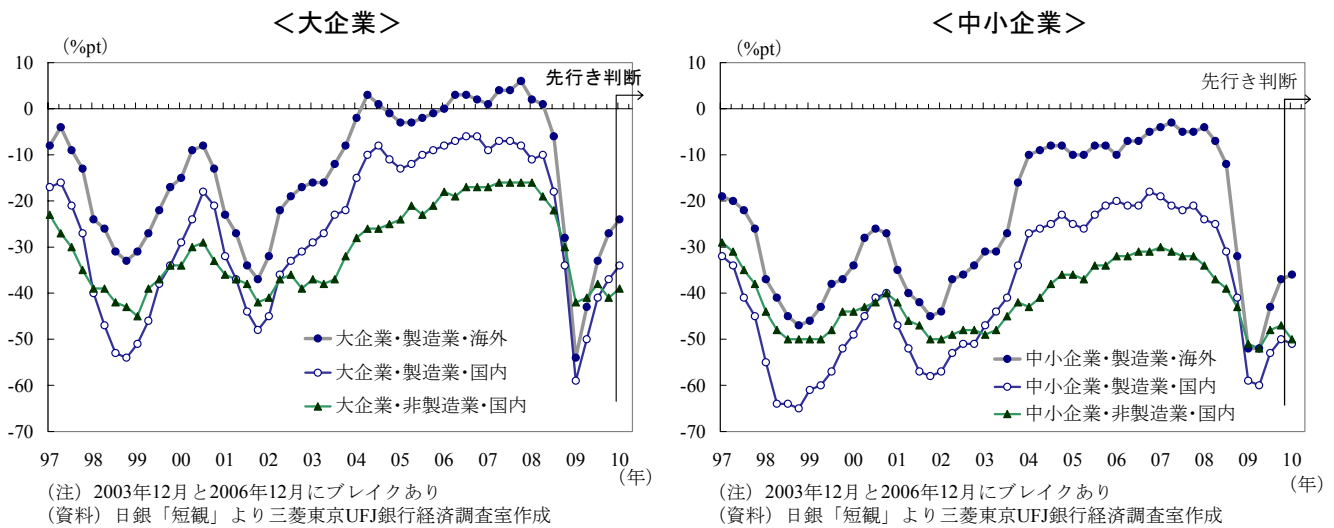 ＜大企業＞
（%pt）
10
0
-10
-20
-30
-40
-50
-60
-70
先行き判断
大企業・製造業・海外
大企業・製造業・国内
大企業・非製造業・国内
97 98 99 00 01 02 03 04 05 06 07 08 09 10
（年）
（注）2003年12月と2006年12月にブレイクあり
（資料）日銀「短観」より三菱東京UFJ銀行経済調査室作成
＜中小企業＞
（%pt）
10
0
-10
-20
-30
-40
-50
-60
-70
先行き判断
中小企業・製造業・海外
中小企業・製造業・国内
中小企業・非製造業・国内
97 98 99 00 01 02 03 04 05 06 07 08 09 10
（年）
（注）2003年12月と2006年12月にブレイクあり
（資料）日銀「短観」より三菱東京UFJ銀行経済調査室作成